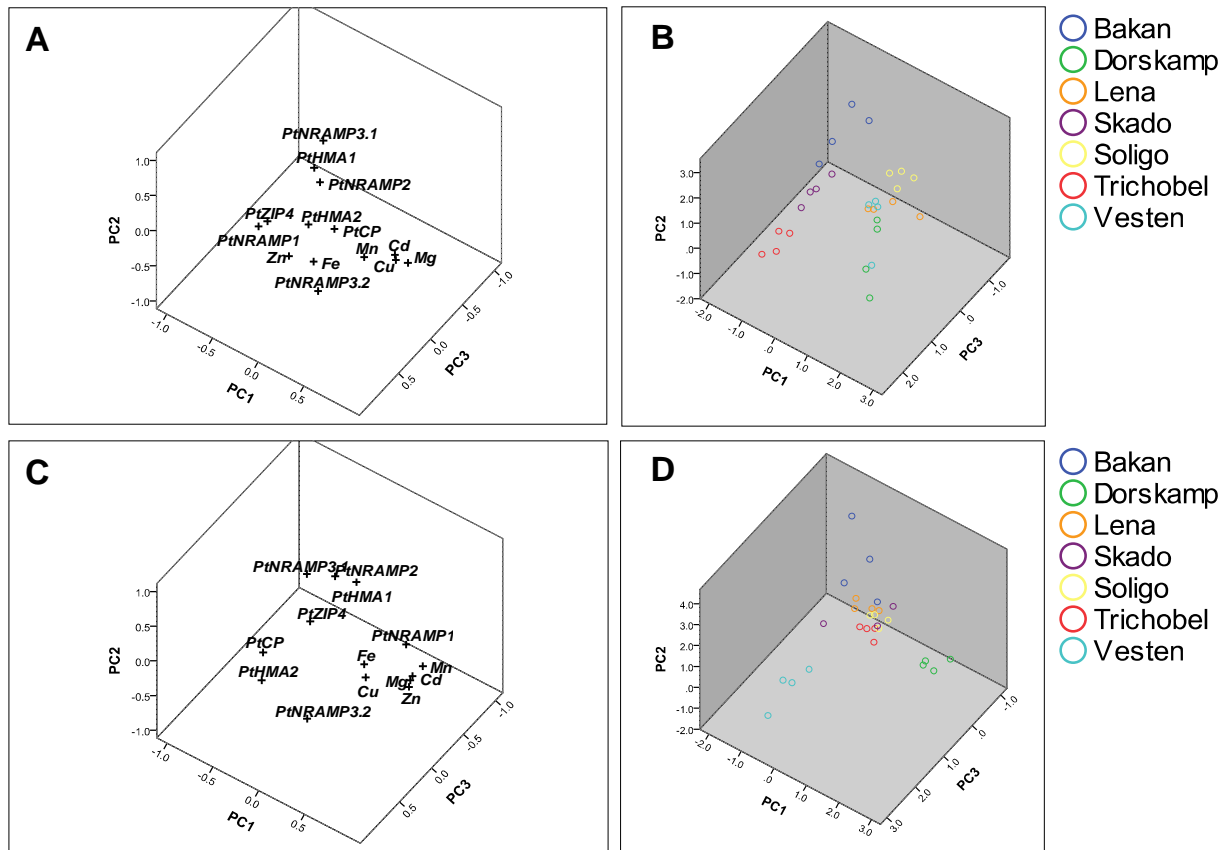 A
PtNRAMP3.1
PtHMA1
PtNRAMP2
PtZIP4
PtHMA2
PtNRAMP1
PtCP
Zn
Fe
Mn
Cd
Cu
Mg
PtNRAMP3.2
PC2
1.0
0.5
0.0
-0.5
-1.0
-1.0
-0.5
0.0
0.5
PC1
0.5
0.0
-0.5
-1.0
PC3
B
PC2
3.0
2.0
1.0
.0
-1.0
-2.0
-2.0
-1.0
.0
1.0
2.0
3.0
PC1
2.0
1.0
.0
-1.0
PC3
Bakan
Dorskamp
Lena
Skado
Soligo
Trichobel
Vesten
C
PtNRAMP3.1
PtNRAMP2
PtHMA1
PtZIP4
PtNRAMP1
PtCP
PtHMA2
Fe
Mn
Mg
Cd
Cu
Zn
PtNRAMP3.2
PC2
1.0
0.5
0.0
-0.5
-1.0
-1.0
-0.5
0.0
0.5
PC1
0.5
0.0
-0.5
-1.0
PC3
D
PC2
4.0
3.0
2.0
1.0
.0
-1.0
-2.0
-2.0
-1.0
.0
1.0
2.0
3.0
PC1
3.0
2.0
1.0
.0
-1.0
PC3
Bakan
Dorskamp
Lena
Skado
Soligo
Trichobel
Vesten